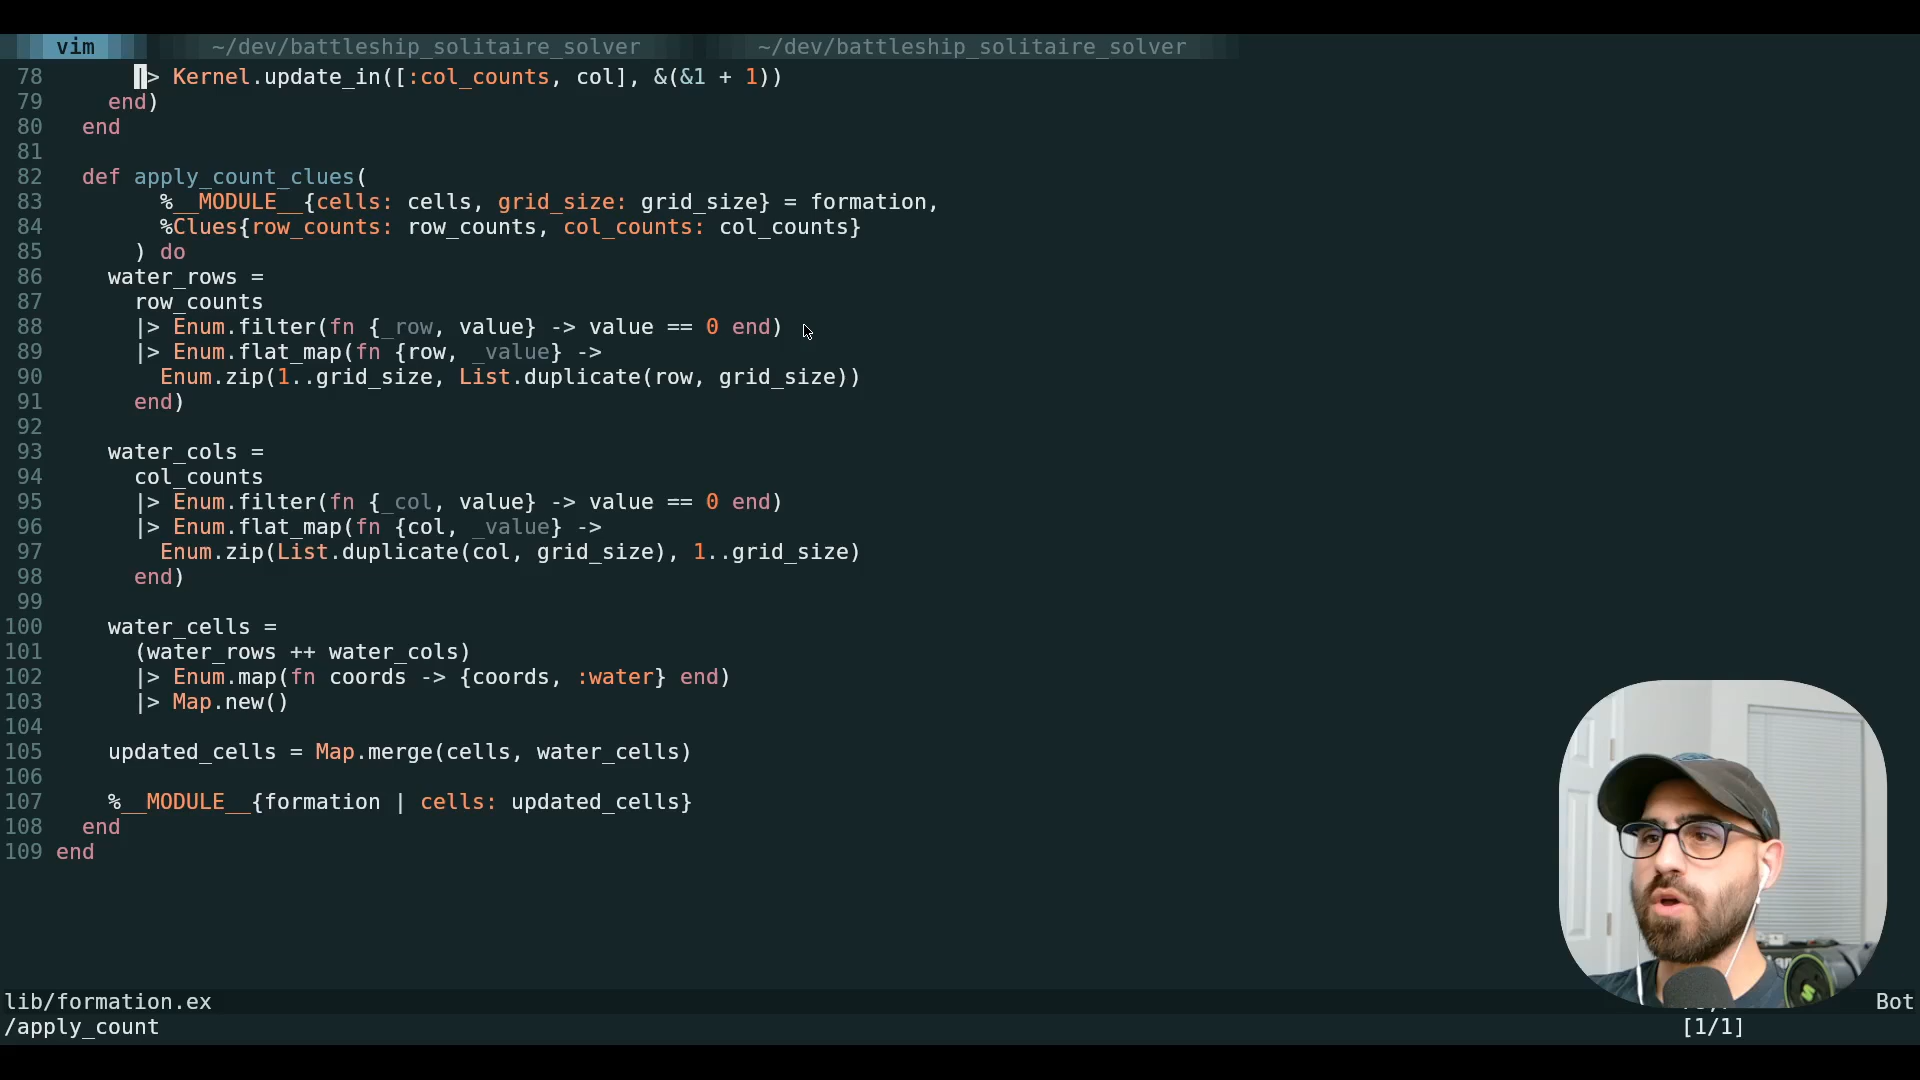 vim ~/dev/battleship_solitaire_solver ~/dev/battleship_solitaire_solver
78       |> Kernel.update_in([:col_counts, col], &(&1 + 1))
79     end)
80   end
81
82   def apply_count_clues(
83         %__MODULE__{cells: cells, grid_size: grid_size} = formation,
84         %Clues{row_counts: row_counts, col_counts: col_counts}
85       ) do
86     water_rows =
87       row_counts
88       |> Enum.filter(fn {_row, value} -> value == 0 end)
89       |> Enum.flat_map(fn {row, _value} ->
90         Enum.zip(1..grid_size, List.duplicate(row, grid_size))
91       end)
92
93     water_cols =
94       col_counts
95       |> Enum.filter(fn {_col, value} -> value == 0 end)
96       |> Enum.flat_map(fn {col, _value} ->
97         Enum.zip(List.duplicate(col, grid_size), 1..grid_size)
98       end)
99
100     water_cells =
101       (water_rows ++ water_cols)
102       |> Enum.map(fn coords -> {coords, :water} end)
103       |> Map.new()
104
105     updated_cells = Map.merge(cells, water_cells)
106
107     %__MODULE__{formation | cells: updated_cells}
108   end
109 end
lib/formation.ex Bot
/apply_count [1/1]